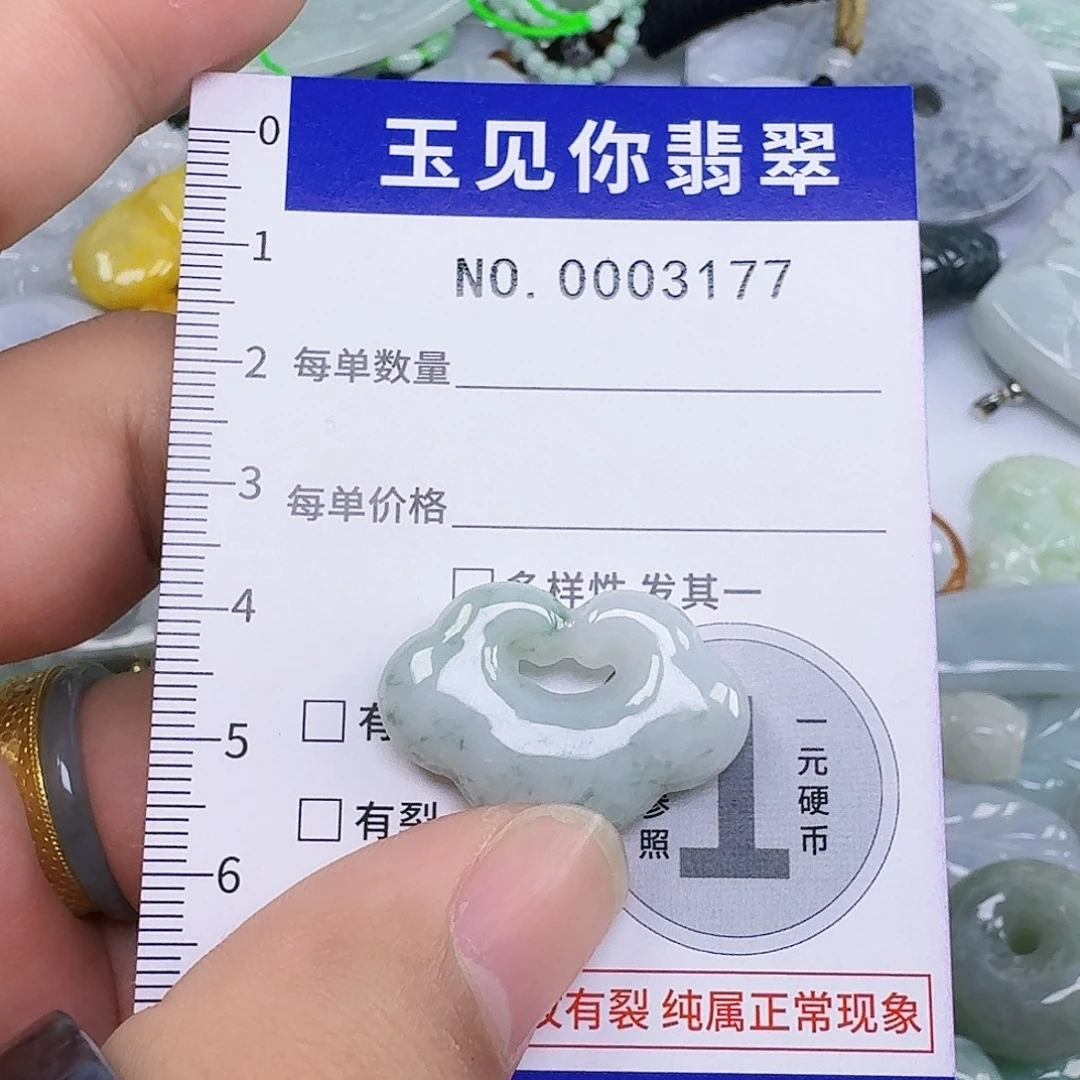 玉见你翡翠
NO. 0003177
0
1
2
3
4
5
6
每单数量
每单价格
多样性 发其一
有
有裂
参照
1
一元硬币
有裂 纯属正常现象